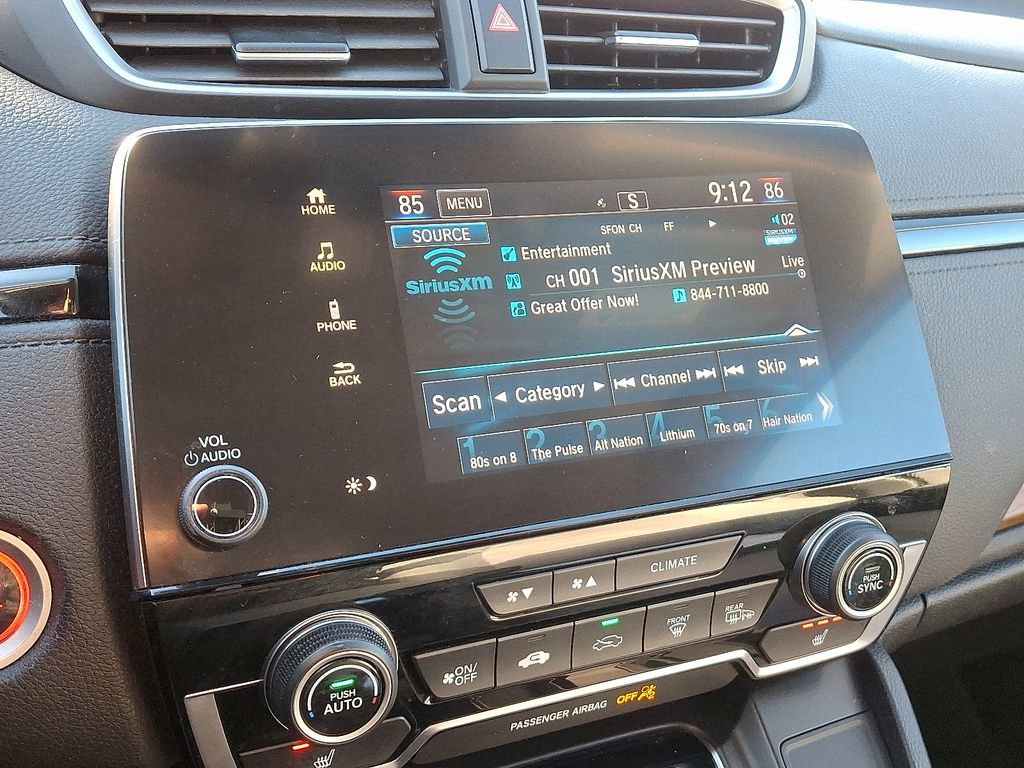 HOME
AUDIO
PHONE
BACK
VOL
AUDIO
85 MENU S 9:12 86
SOURCE SFON CH FF 02
SIRIUSXM
PREVIEW
SiriusXM
Entertainment
CH 001 SiriusXM Preview Live
Great Offer Now! 844-711-8800
Scan Category Channel Skip
1 80s on 8
2 The Pulse
3 Alt Nation
4 Lithium
5 70s on 7
6 Hair Nation
CLIMATE
PUSH
SYNC
ON/
OFF
FRONT
REAR
PUSH
AUTO
PASSENGER AIRBAG OFF